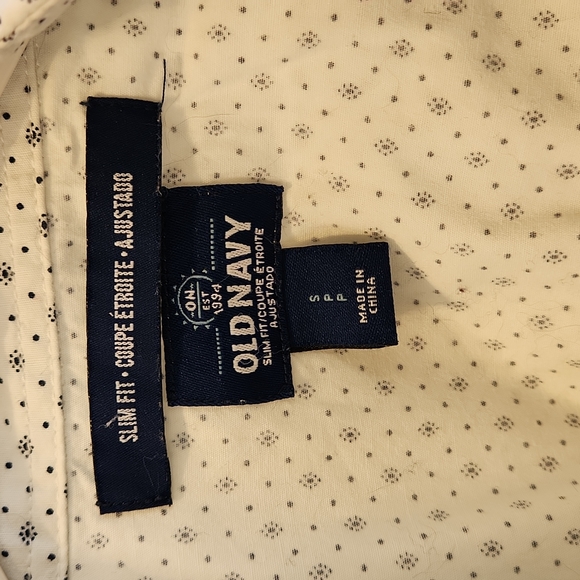 SLIM FIT • COUPE ÉTROITE • AJUSTADO
ON
EST
1994
OLD NAVY
SLIM FIT/COUPE ÉTROITE
AJUSTADO
S
P
P
MADE IN
CHINA